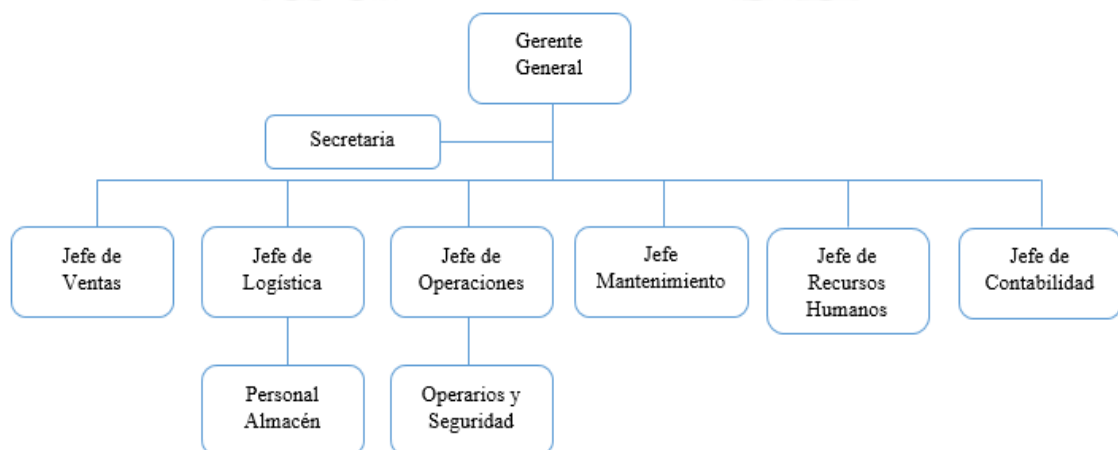 Gerente
General
Secretaria
Jefe de
Ventas
Jefe de
Logística
Jefe de
Operaciones
Jefe
Mantenimiento
Jefe de
Recursos
Humanos
Jefe de
Contabilidad
Personal
Almacén
Operarios y
Seguridad